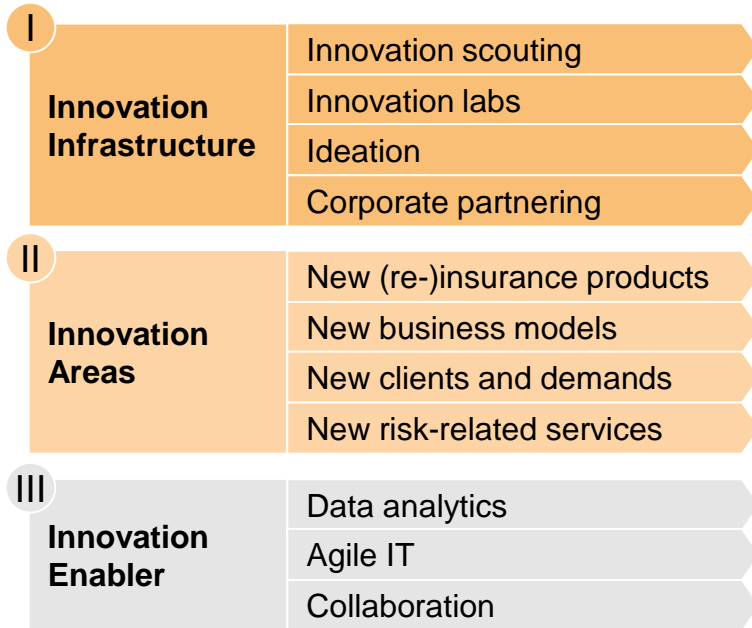 I
Innovation
Infrastructure
Innovation scouting
Innovation labs
Ideation
Corporate partnering
II
Innovation
Areas
New (re-)insurance products
New business models
New clients and demands
New risk-related services
III
Innovation
Enabler
Data analytics
Agile IT
Collaboration